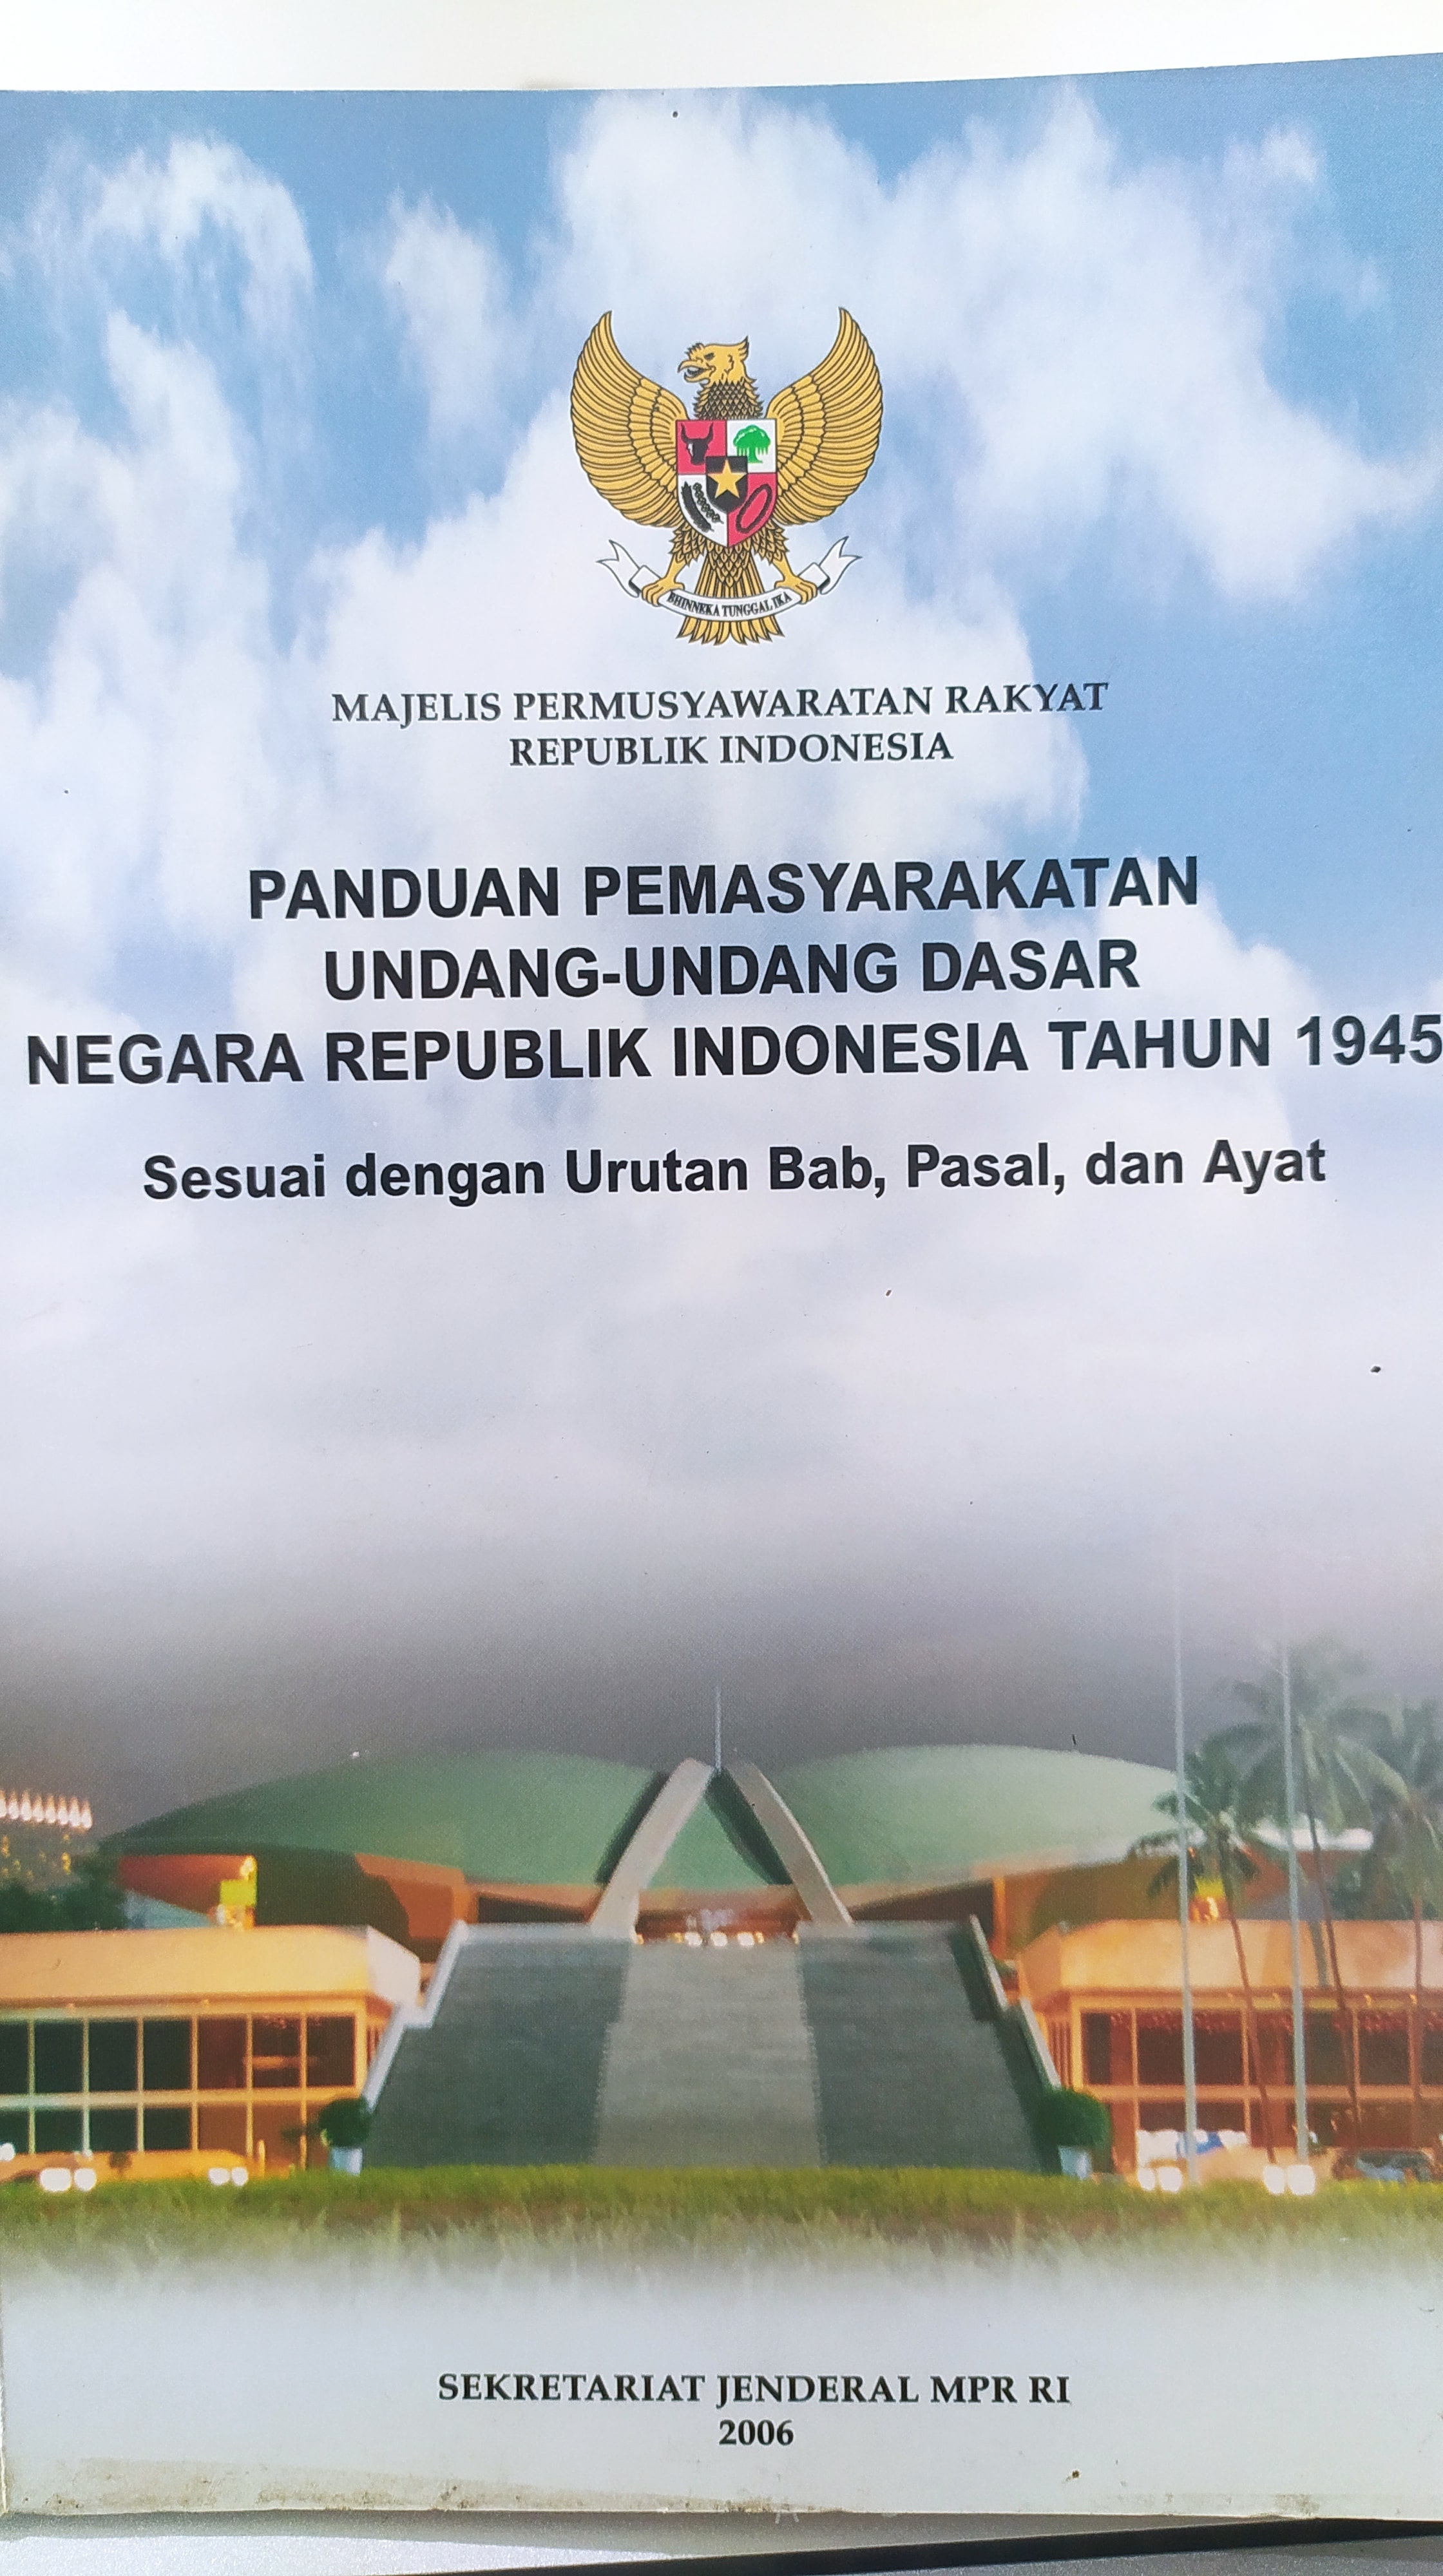 BHINNEKA TUNGGAL IKA
MAJELIS PERMUSYAWARATAN RAKYAT
REPUBLIK INDONESIA
PANDUAN PEMASYARAKATAN
UNDANG-UNDANG DASAR
NEGARA REPUBLIK INDONESIA TAHUN 1945
Sesuai dengan Urutan Bab, Pasal, dan Ayat
SEKRETARIAT JENDERAL MPR RI
2006